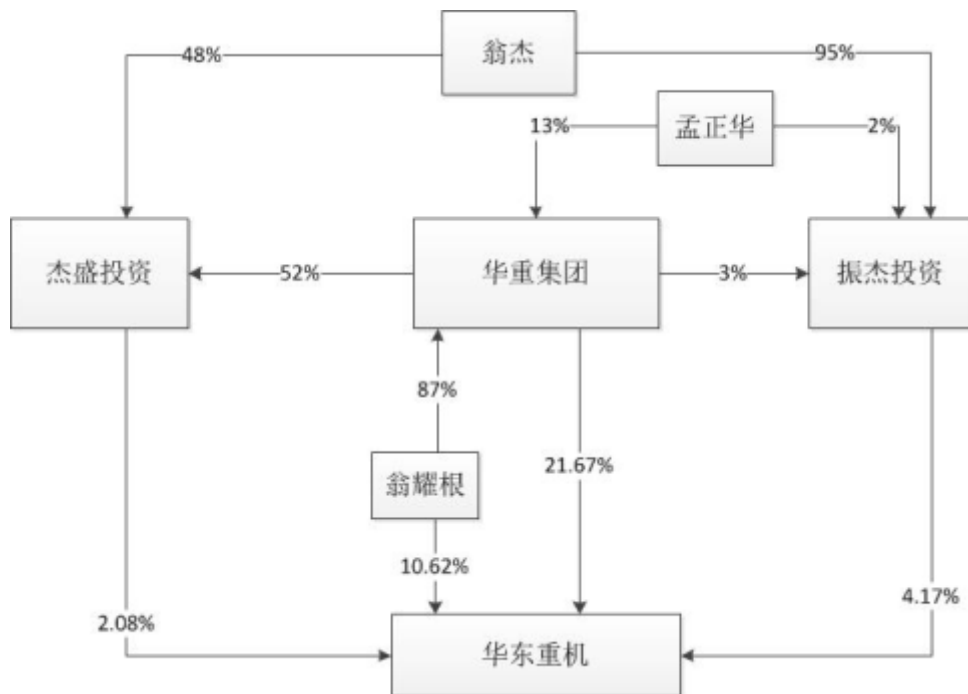 翁杰
48%
95%
孟正华
13%
2%
杰盛投资
52%
华重集团
3%
振杰投资
87%
翁耀根
21.67%
10.62%
4.17%
2.08%
华东重机